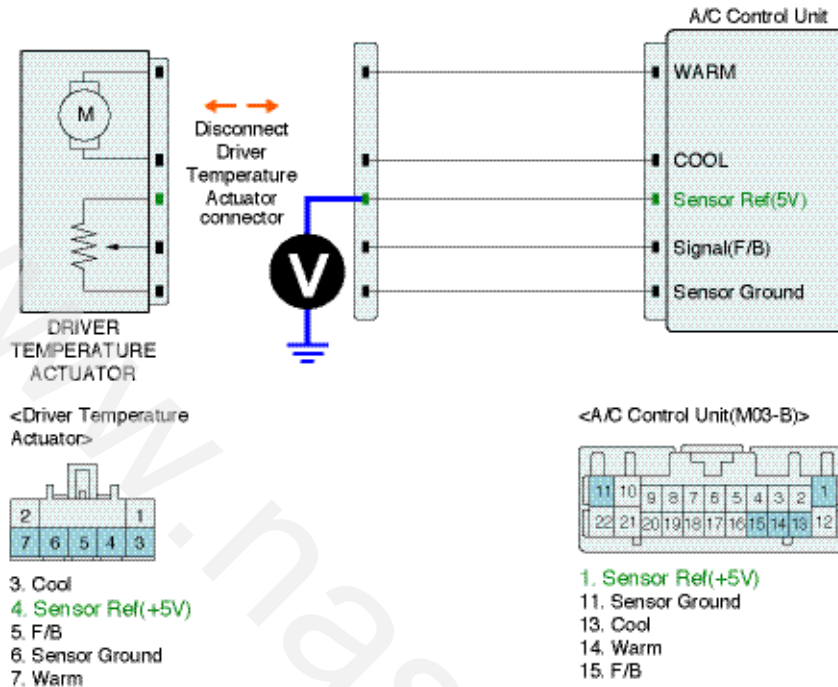 A/C Control Unit
M
WARM
COOL
Sensor Ref(5V)
Signal(F/B)
Sensor Ground
Disconnect
Driver
Temperature
Actuator
connector
V
DRIVER
TEMPERATURE
ACTUATOR
<Driver Temperature
Actuator>
2 1
7 6 5 4 3
3. Cool
4. Sensor Ref(+5V)
5. F/B
6. Sensor Ground
7. Warm
<A/C Control Unit(M03-B)>
11 10 9 8 7 6 5 4 3 2 1
22 21 20 19 18 17 16 15 14 13 12
1. Sensor Ref(+5V)
11. Sensor Ground
13. Cool
14. Warm
15. F/B